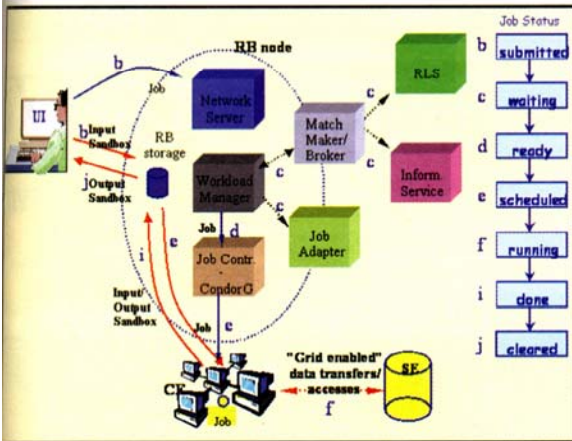 Job Status
RB node
b
submitted
b
Job
Network
Server
c
RLS
c
waiting
UI
b
Input
Sandbox
RB
storage
Match
Maker/
Broker
d
ready
j
Output
Sandbox
Workload
Manager
c
c
Inform.
Service
e
scheduled
c
e
Job
d
Job
Adapter
f
running
i
Job Contr.
-
CondorG
Input/
Output
Sandbox
Job
e
i
done
"Grid enabled"
data transfers/
accesses
SE
j
cleared
CE
f
Job